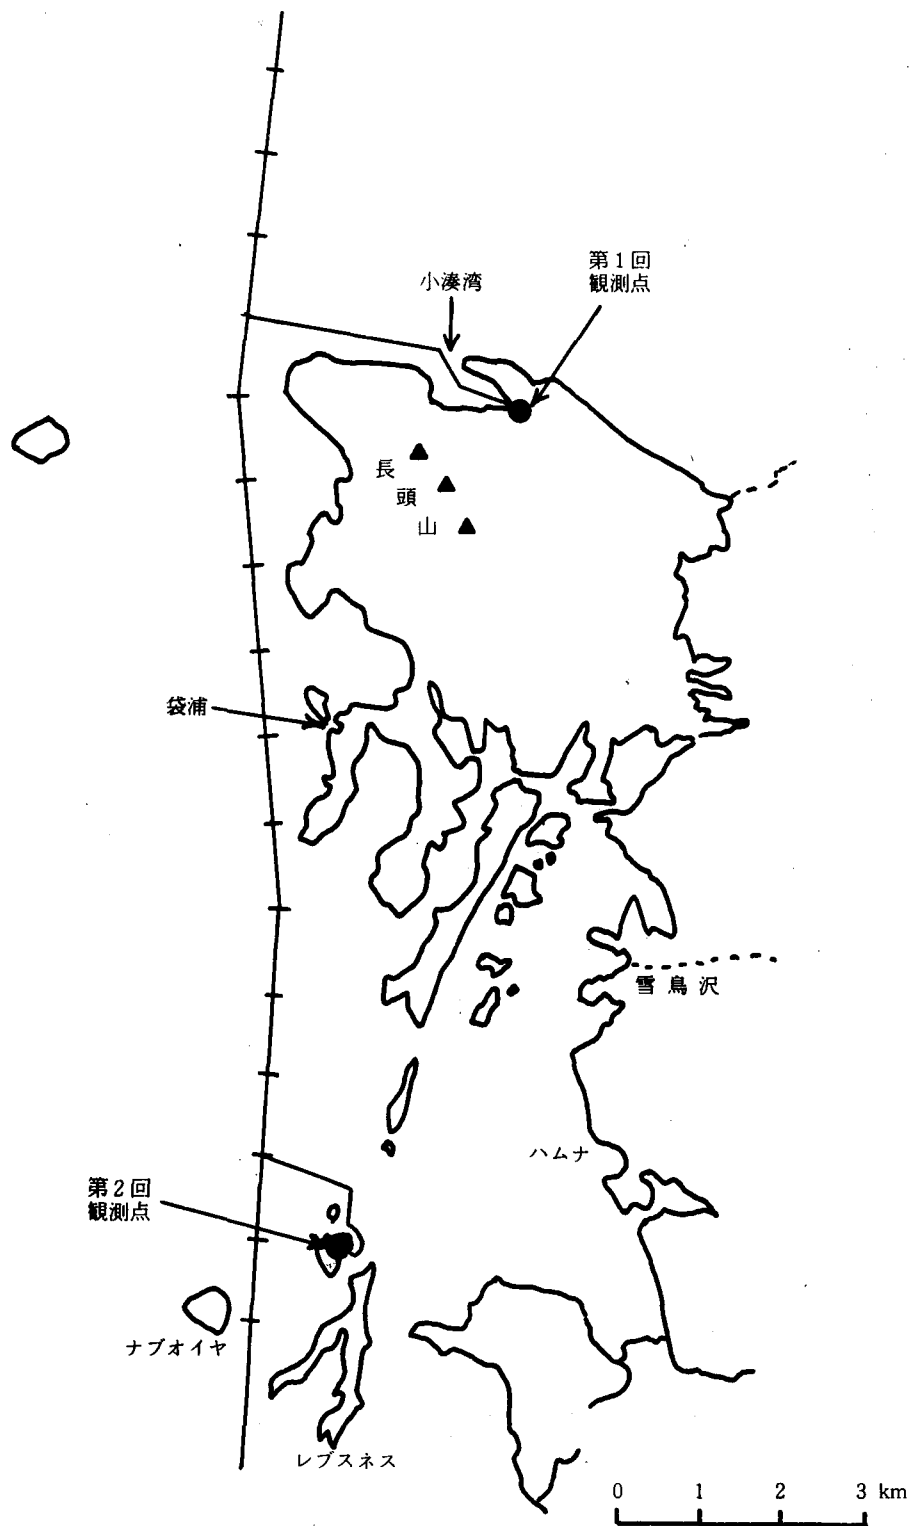 第1回
観測点
小湊湾
長
頭
山
袋浦
雪鳥沢
ハムナ
第2回
観測点
ナブオイヤ
レブスネス
0 1 2 3 km